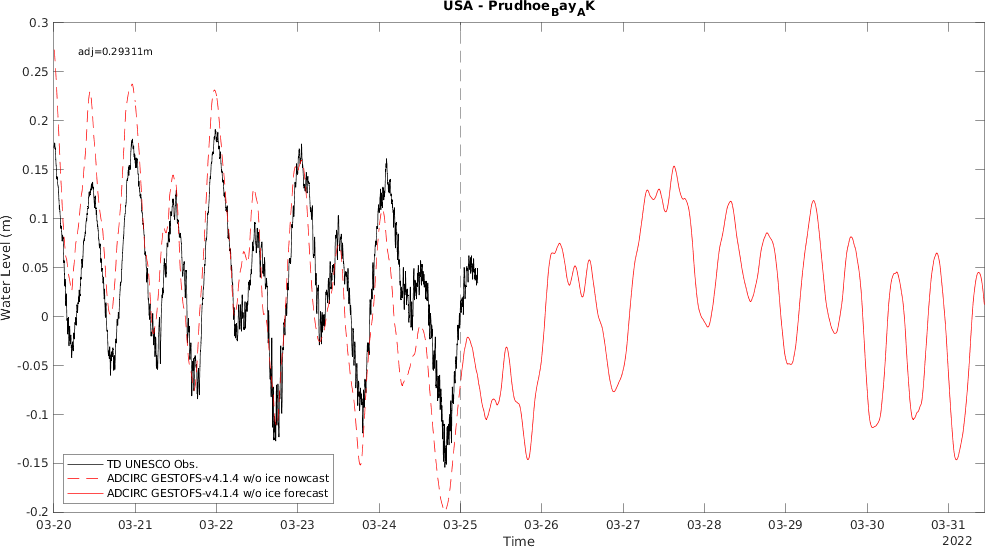 USA - Prudhoe_Bay_AK
adj=0.29311m
0.3
0.25
0.2
0.15
0.1
0.05
0
-0.05
-0.1
-0.15
-0.2
Water Level (m)
TD UNESCO Obs.
ADCIRC GESTOFS-v4.1.4 w/o ice nowcast
ADCIRC GESTOFS-v4.1.4 w/o ice forecast
03-20 03-21 03-22 03-23 03-24 03-25 03-26 03-27 03-28 03-29 03-30 03-31
Time
2022